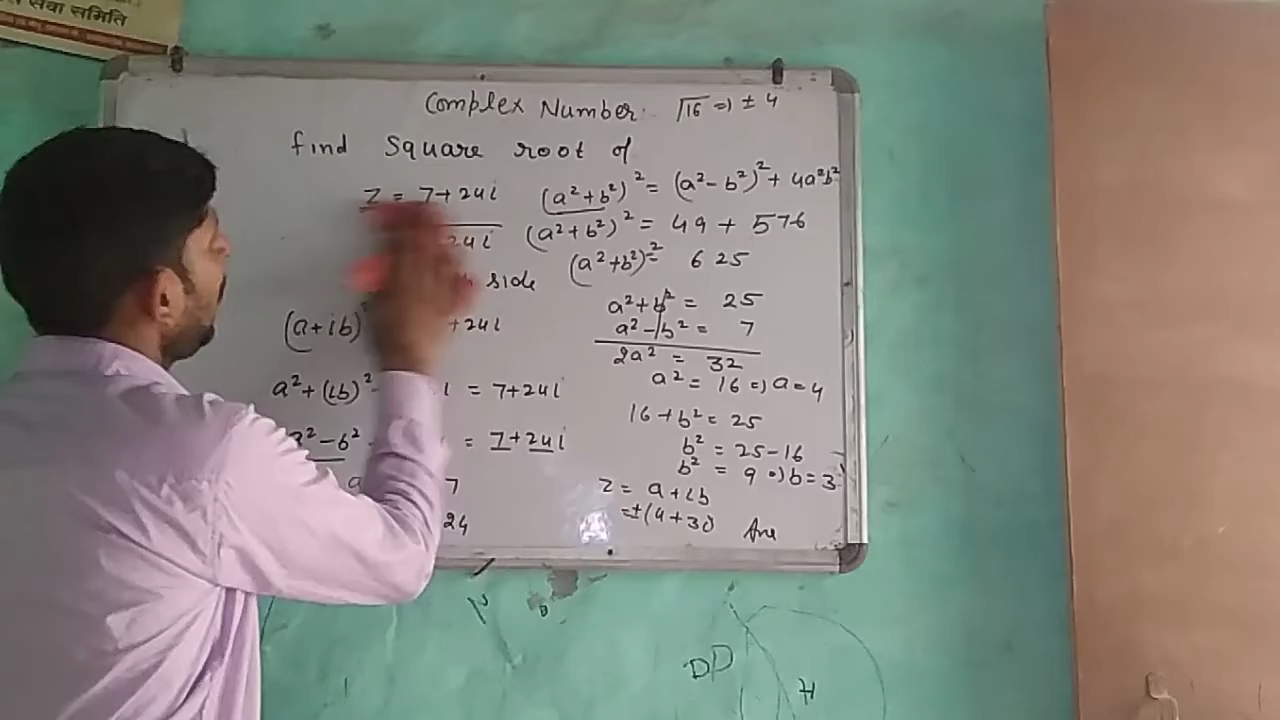 सेवा समिति
Complex Number. √16 => ± 4
find square root of
Z = 7+24i
24i
side
(a+ib) +24i
a²+(ib)² i = 7+24i
a²-b² = 7+24i
a 7
24
(a²+b²)² = (a²-b²)²+4a²b²
(a²+b²)² = 49 + 576
(a²+b²)² = 625
a²+b² = 25
a²-b² = 7
2a² = 32
a² = 16 => a=4
16+b² = 25
b² = 25-16
b² = 9 => b=3
Z = a+ib
=±(4+3i) Ans
DD
H